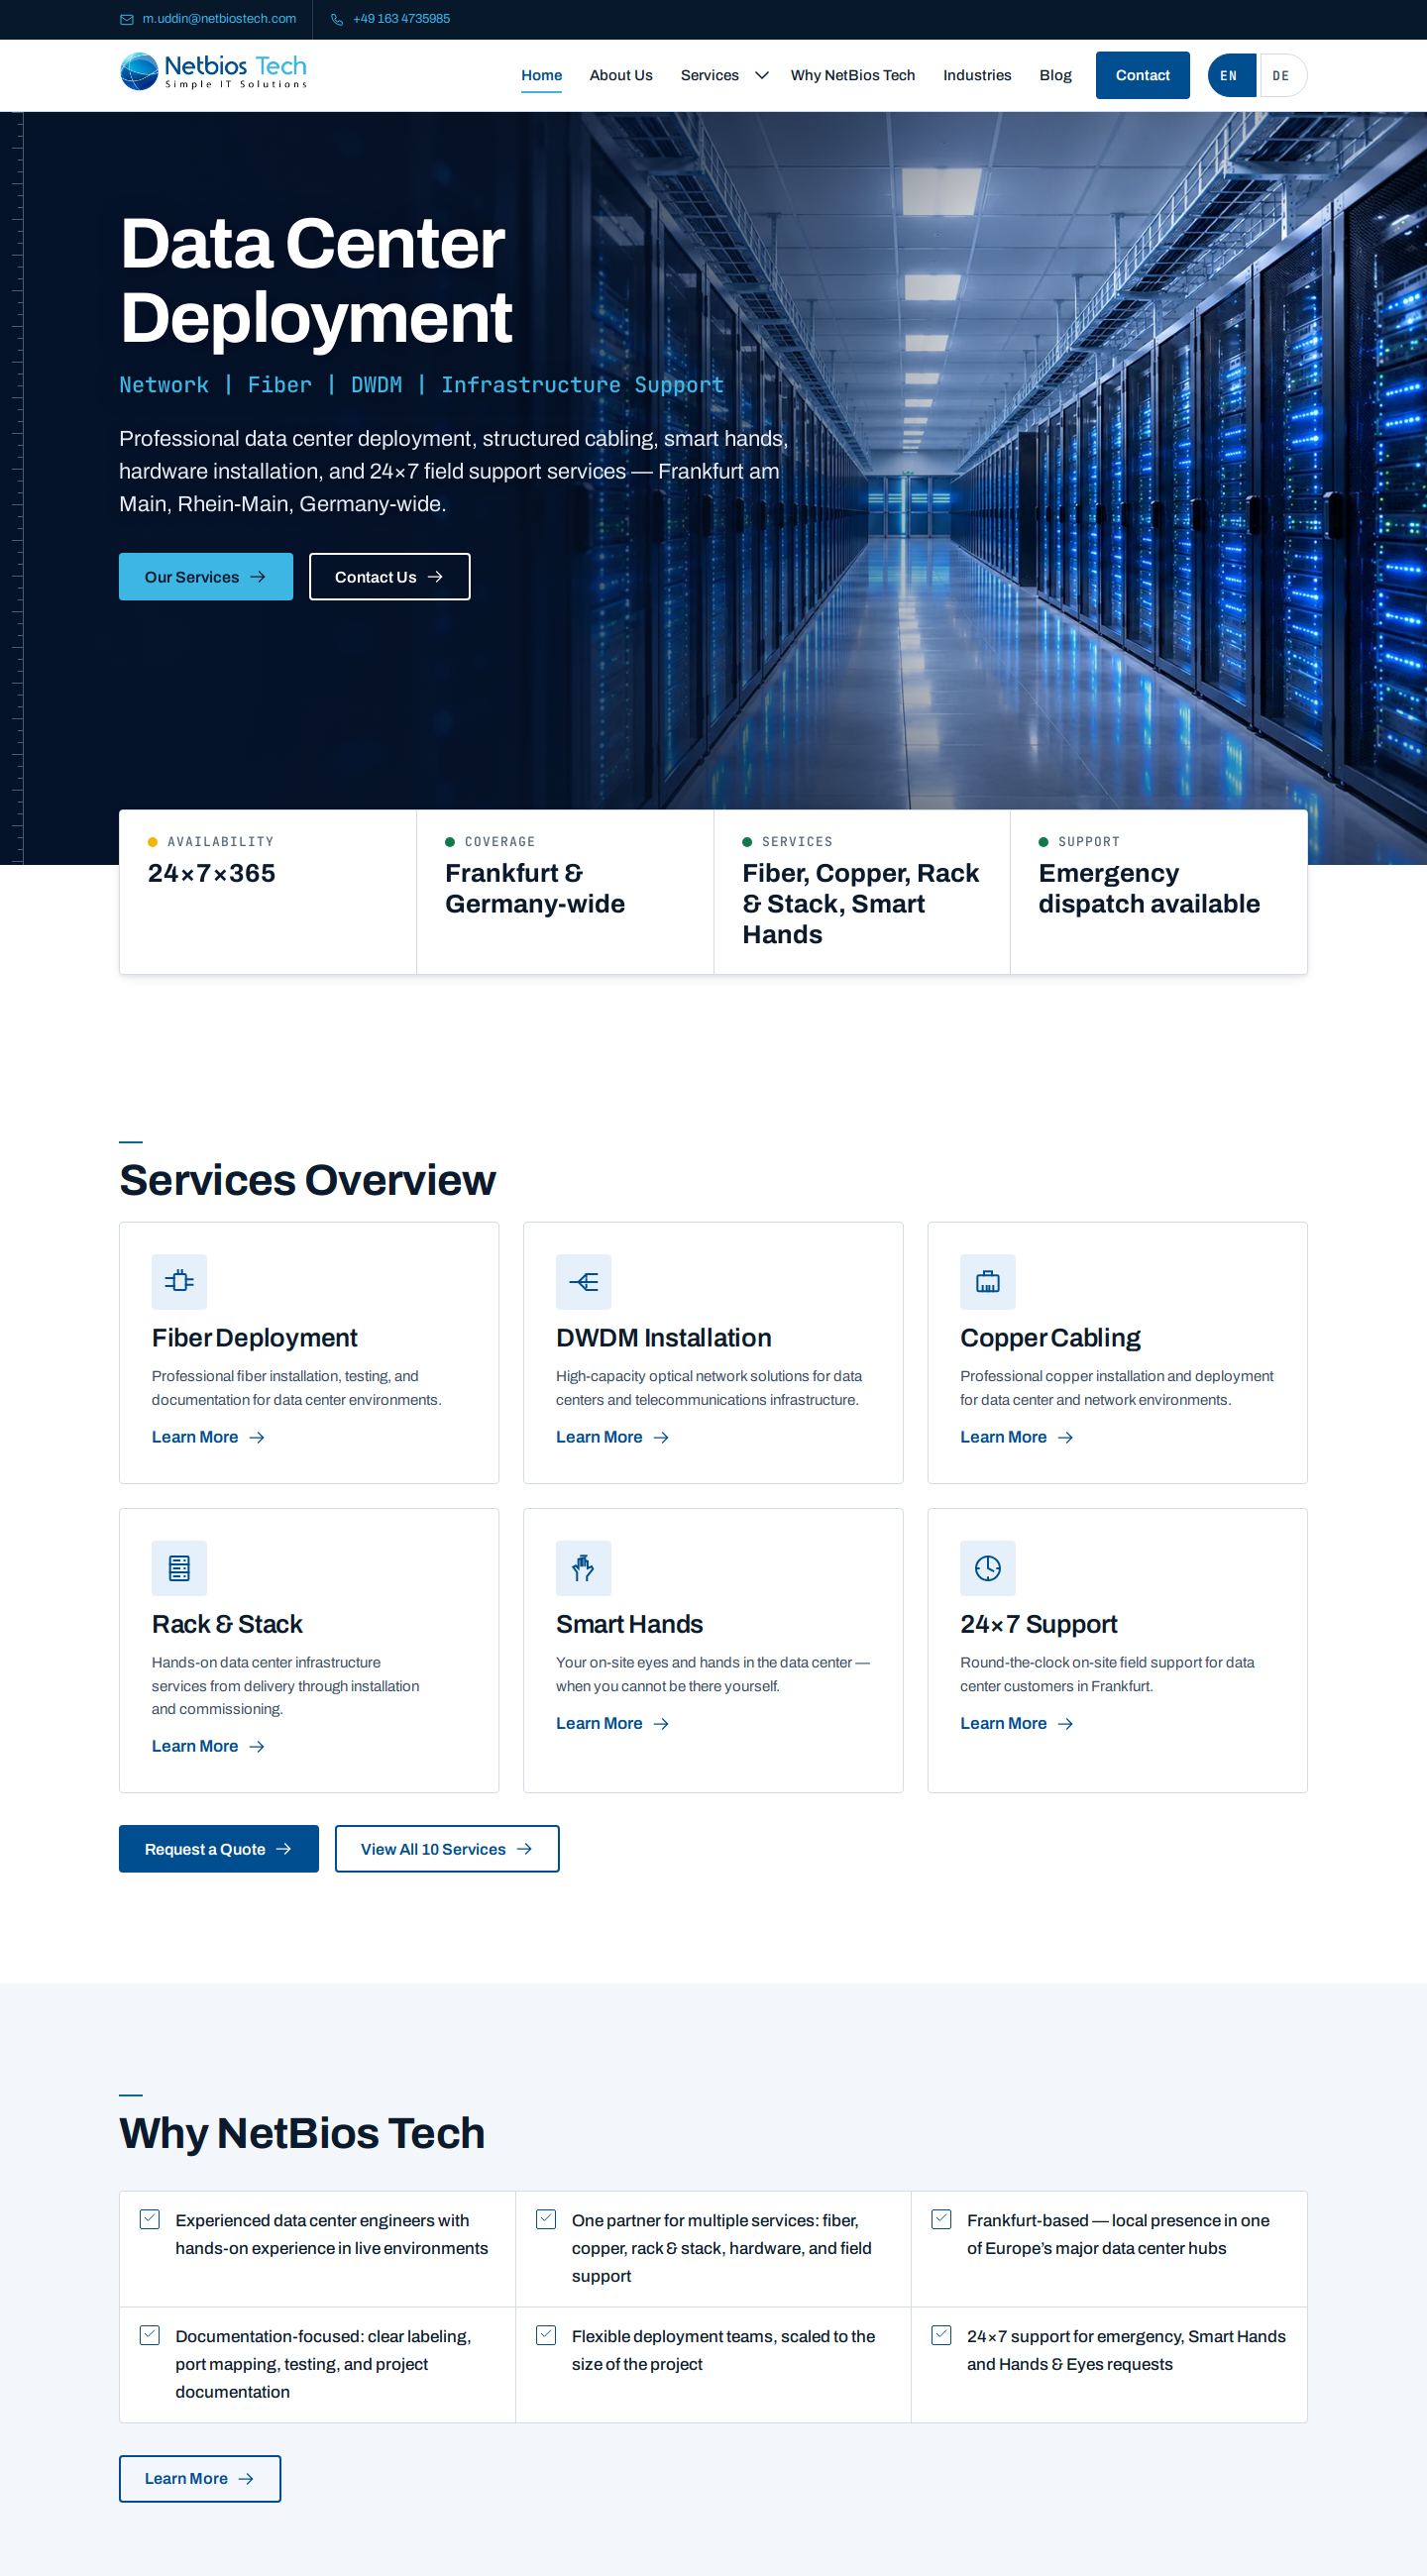 m.uddin@netbiostech.com
+49 163 4735985
Netbios Tech
Simple IT Solutions
Home
About Us
Services
Why NetBios Tech
Industries
Blog
Contact
EN
DE
Data Center
Deployment
Network | Fiber | DWDM | Infrastructure Support
Professional data center deployment, structured cabling, smart hands,
hardware installation, and 24×7 field support services — Frankfurt am
Main, Rhein-Main, Germany-wide.
Our Services
Contact Us
AVAILABILITY
24×7×365
COVERAGE
Frankfurt &
Germany-wide
SERVICES
Fiber, Copper, Rack
& Stack, Smart
Hands
SUPPORT
Emergency
dispatch available
Services Overview
Fiber Deployment
Professional fiber installation, testing, and
documentation for data center environments.
Learn More
DWDM Installation
High-capacity optical network solutions for data
centers and telecommunications infrastructure.
Learn More
Copper Cabling
Professional copper installation and deployment
for data center and network environments.
Learn More
Rack & Stack
Hands-on data center infrastructure
services from delivery through installation
and commissioning.
Learn More
Smart Hands
Your on-site eyes and hands in the data center —
when you cannot be there yourself.
Learn More
24×7 Support
Round-the-clock on-site field support for data
center customers in Frankfurt.
Learn More
Request a Quote
View All 10 Services
Why NetBios Tech
Experienced data center engineers with
hands-on experience in live environments
One partner for multiple services: fiber,
copper, rack & stack, hardware, and field
support
Frankfurt-based — local presence in one
of Europe’s major data center hubs
Documentation-focused: clear labeling,
port mapping, testing, and project
documentation
Flexible deployment teams, scaled to the
size of the project
24×7 support for emergency, Smart Hands
and Hands & Eyes requests
Learn More